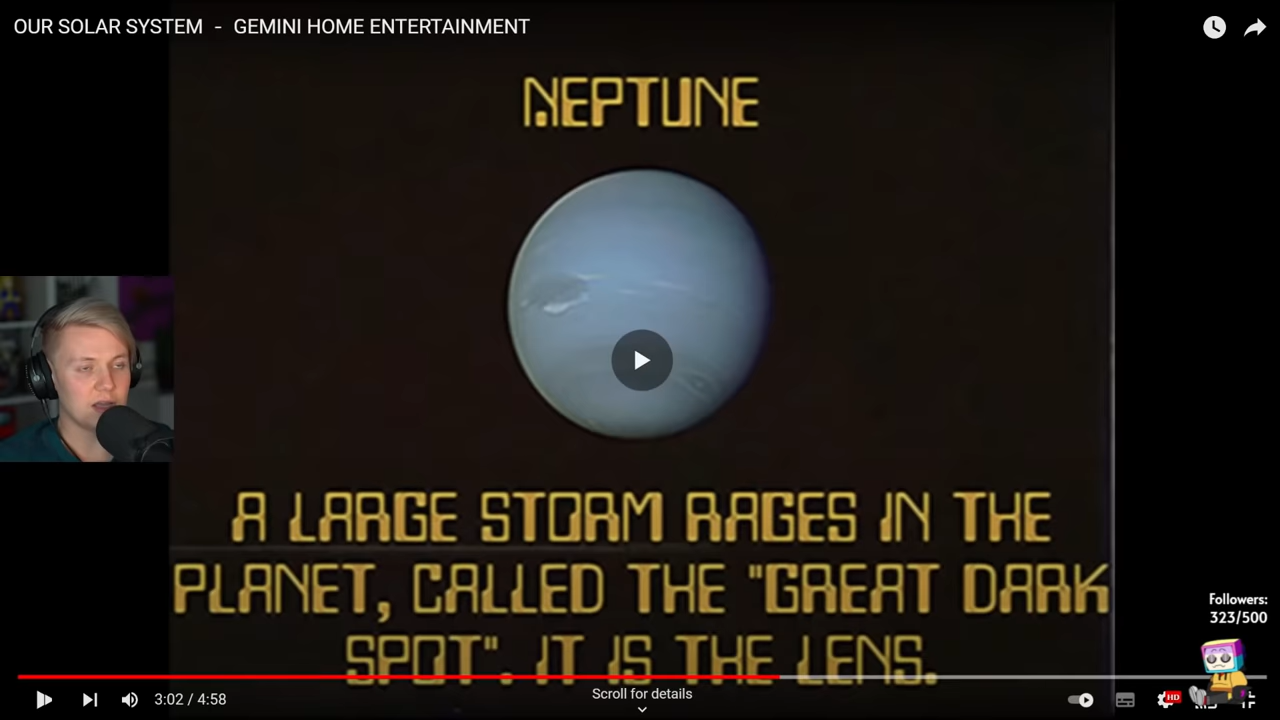 OUR SOLAR SYSTEM - GEMINI HOME ENTERTAINMENT
NEPTUNE
A LARGE STORM RAGES IN THE
PLANET, CALLED THE "GREAT DARK
SPOT". IT IS THE LENS.
Followers:
323/500
3:02 / 4:58
Scroll for details
HD